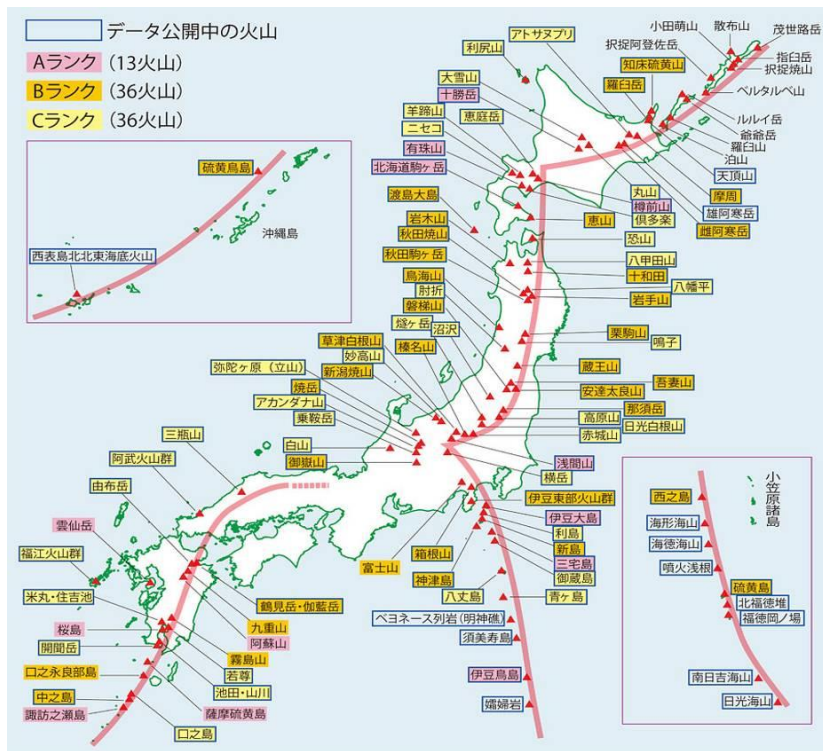 データ公開中の火山
Aランク(13火山)
Bランク(36火山)
Cランク(36火山)
硫黄鳥島
沖縄島
西表島北北東海底火山
アトサヌプリ
利尻山
大雪山
十勝岳
羊蹄山
恵庭岳
ニセコ
有珠山
北海道駒ヶ岳
渡島大島
岩木山
秋田焼山
秋田駒ヶ岳
鳥海山
肘折
磐梯山
燧ヶ岳
沼沢
草津白根山
榛名山
妙高山
新潟焼山
弥陀ヶ原(立山)
焼岳
アカンダナ山
乗鞍岳
白山
御嶽山
小田萌山
散布山
茂世路岳
択捉阿登佐岳
指臼岳
択捉焼山
知床硫黄山
羅臼岳
ベルタルベ山
ルルイ岳
爺爺岳
羅臼山
泊山
天頂山
摩周
雄阿寒岳
雌阿寒岳
丸山
樽前山
倶多楽
恵山
恐山
八甲田山
十和田
八幡平
岩手山
栗駒山
鳴子
蔵王山
吾妻山
安達太良山
那須岳
高原山
日光白根山
赤城山
浅間山
横岳
三瓶山
阿武火山群
由布岳
雲仙岳
福江火山群
米丸・住吉池
桜島
開聞岳
口之永良部島
中之島
諏訪之瀬島
鶴見岳・伽藍岳
九重山
阿蘇山
霧島山
若尊
池田・山川
薩摩硫黄島
口之島
伊豆東部火山群
伊豆大島
利島
新島
三宅島
御蔵島
富士山
箱根山
神津島
八丈島
青ヶ島
ベヨネース列岩(明神礁)
須美寿島
伊豆鳥島
孀婦岩
小笠原諸島
西之島
海形海山
海徳海山
噴火浅根
硫黄島
北福徳堆
福徳岡ノ場
南日吉海山
日光海山